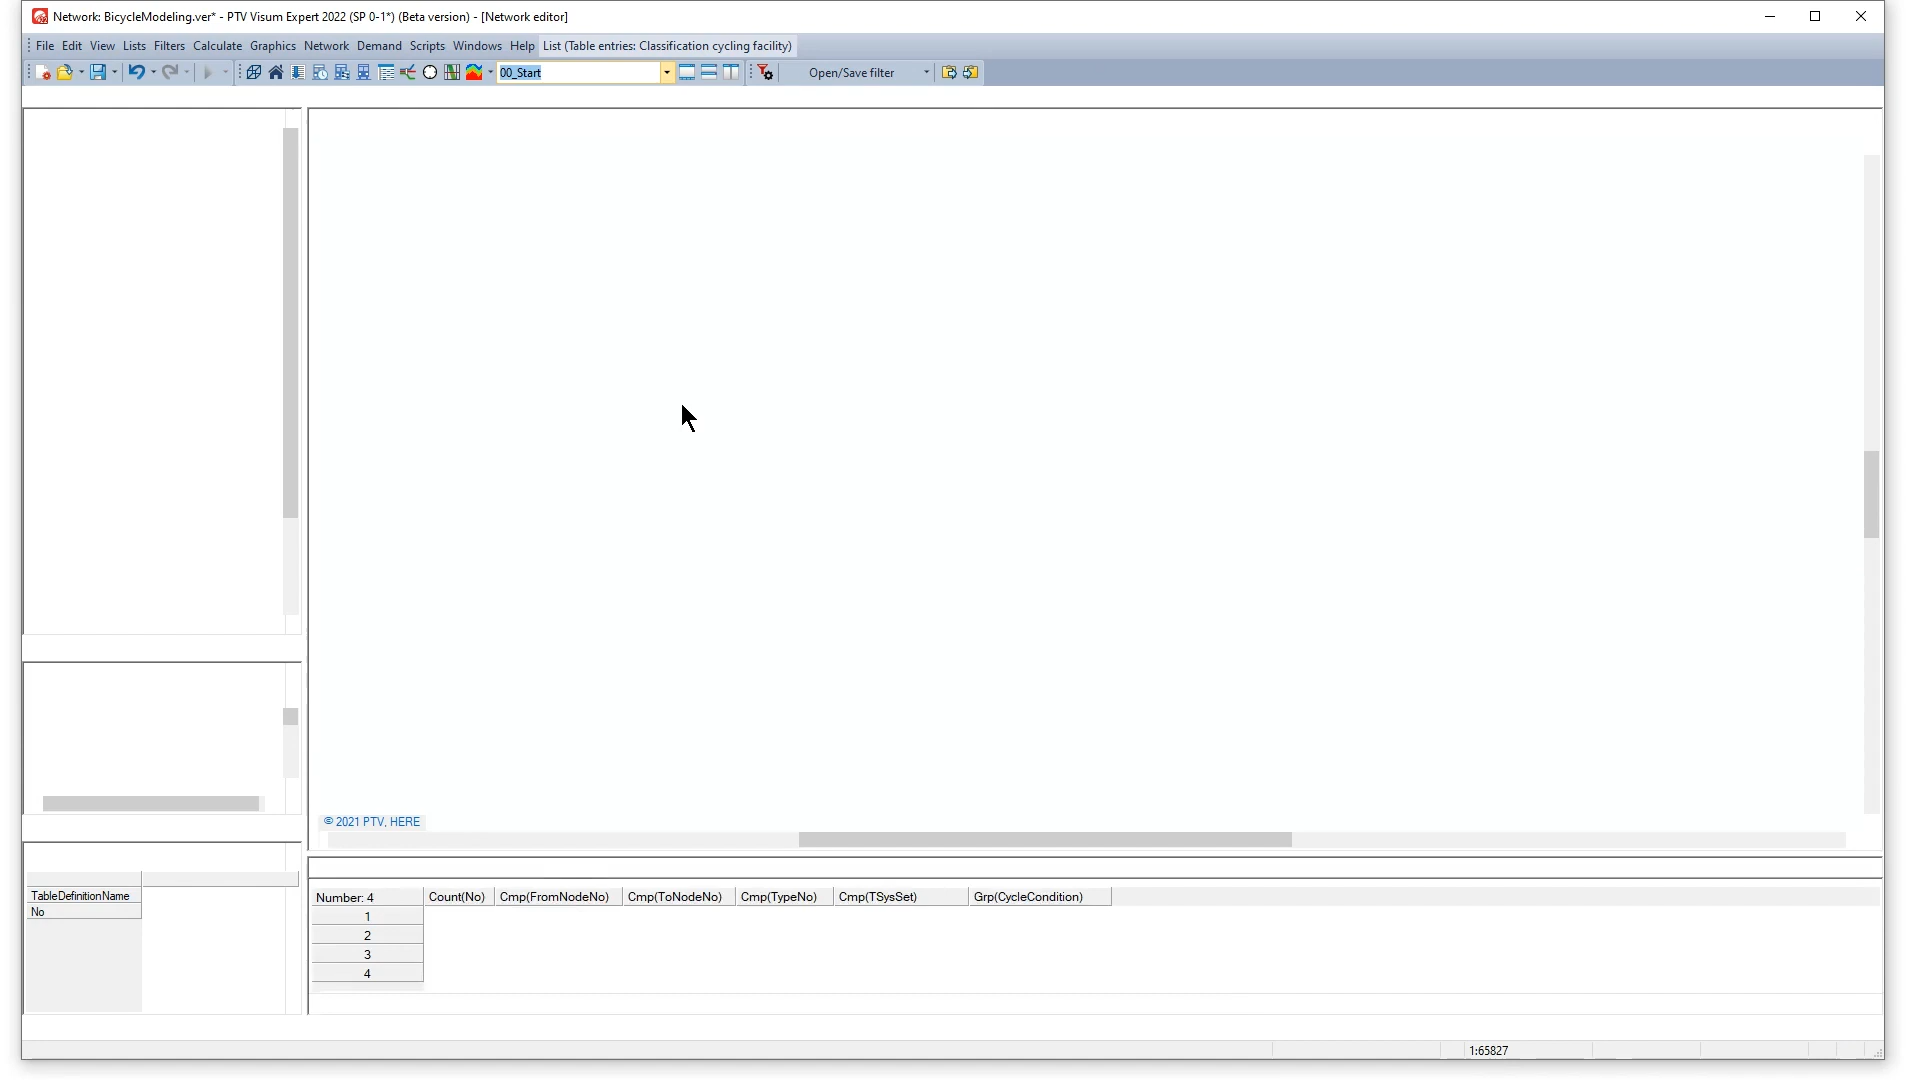 Network: BicycleModeling.ver* - PTV Visum Expert 2022 (SP 0-1*) (Beta version) - [Network editor]
File Edit View Lists Filters Calculate Graphics Network Demand Scripts Windows Help List (Table entries: Classification cycling facility)
00_Start Open/Save filter
© 2021 PTV, HERE
TableDefinitionName
No
Number: 4 Count(No) Cmp(FromNodeNo) Cmp(ToNodeNo) Cmp(TypeNo) Cmp(TSysSet) Grp(CycleCondition)
1
2
3
4
1:65827